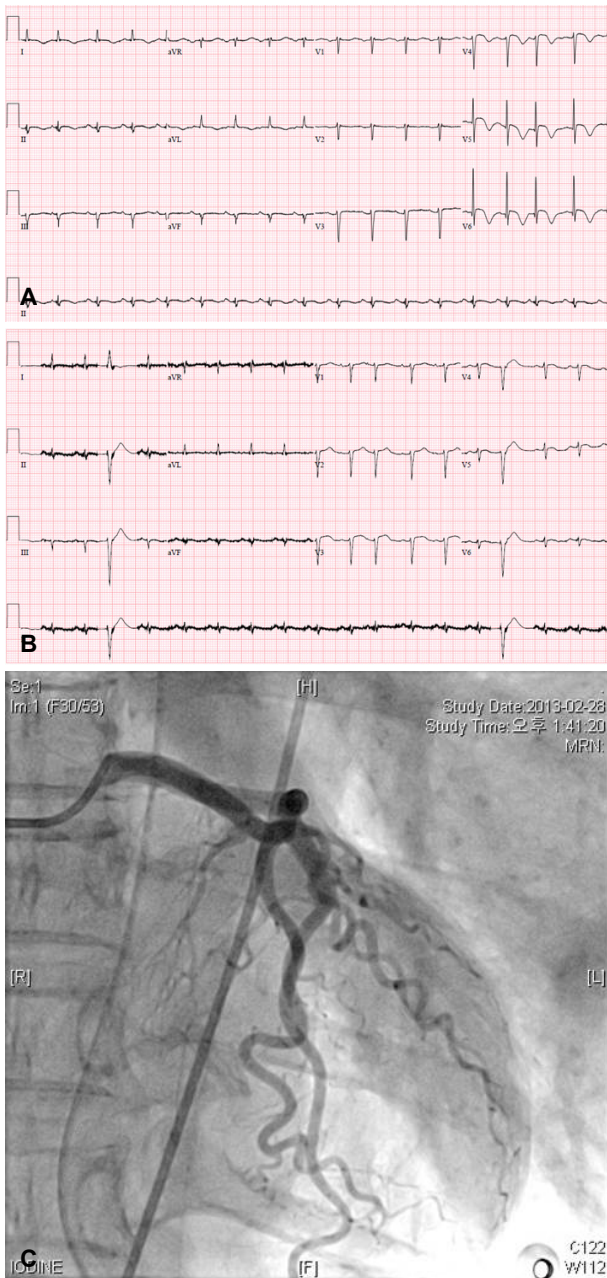 I aVR V1 V4
II aVL V2 V5
III aVF V3 V6
A
II
I aVR V1 V4
II aVL V2 V5
III aVF V3 V6
B
II
Se:1
Im:1 (F30/53)
[H]
Study Date:2013-02-28
Study Time:오후 1:41:20
MRN:
[R]
[L]
C
IODINE
[F]
C122
W112